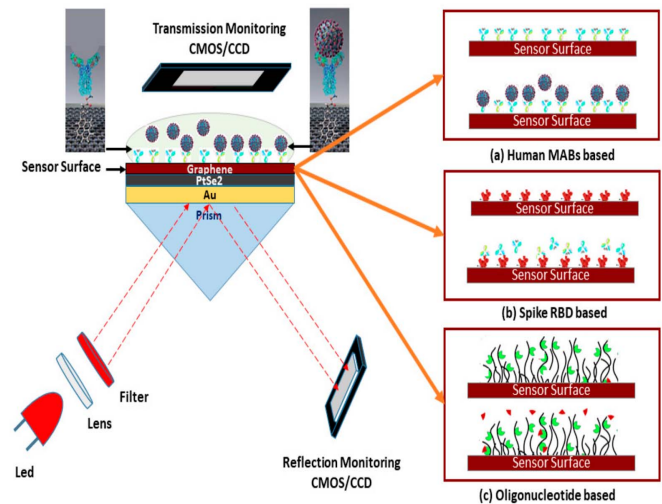 Transmission Monitoring
CMOS/CCD
Sensor Surface
Graphene
PtSe2
Au
Prism
Filter
Lens
Led
Reflection Monitoring
CMOS/CCD
Sensor Surface
Sensor Surface
(a) Human MABs based
Sensor Surface
Sensor Surface
(b) Spike RBD based
Sensor Surface
Sensor Surface
(c) Oligonucleotide based